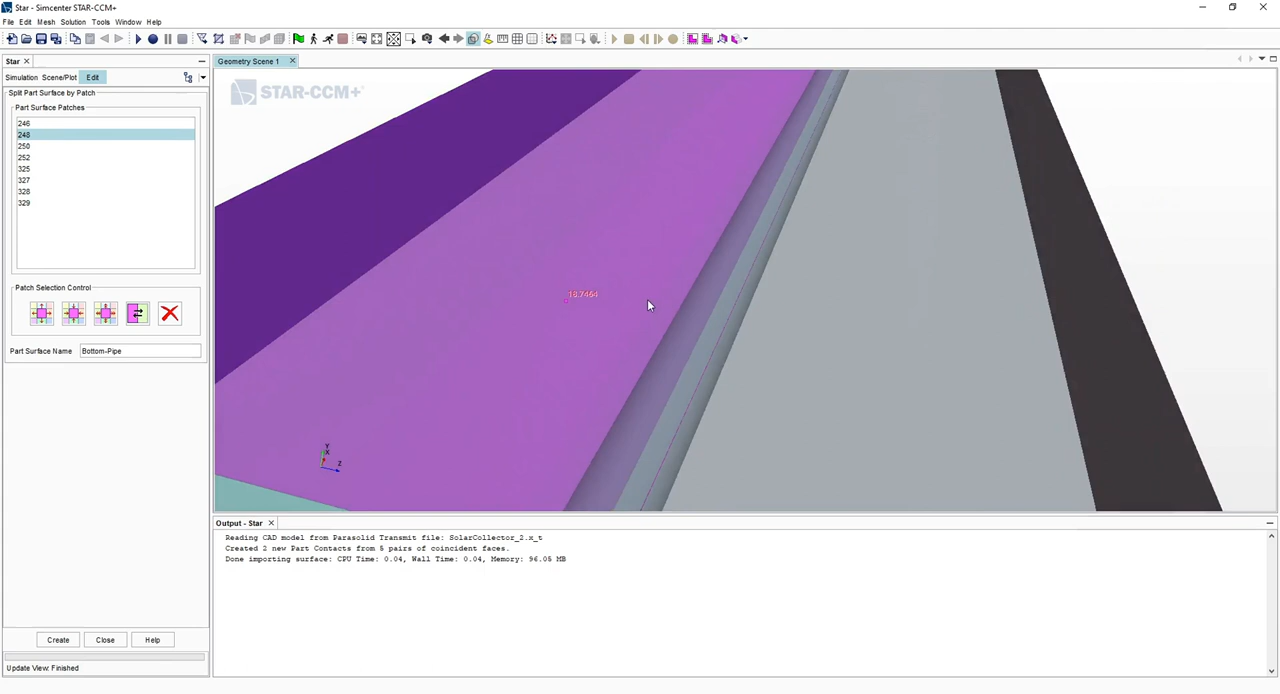 Star - Simcenter STAR-CCM+
File Edit Mesh Solution Tools Window Help
Star
Geometry Scene 1
Simulation Scene/Plot Edit
Split Part Surface by Patch
Part Surface Patches
246
248
250
252
325
327
328
329
Patch Selection Control
Part Surface Name Bottom-Pipe
Create Close Help
Update View: Finished
STAR-CCM+
18.7464
Y
X
Z
Output - Star
Reading CAD model from Parasolid Transmit file: SolarCollector_2.x_t
Created 2 new Part Contacts from 5 pairs of coincident faces.
Done importing surface: CPU Time: 0.04, Wall Time: 0.04, Memory: 96.05 MB